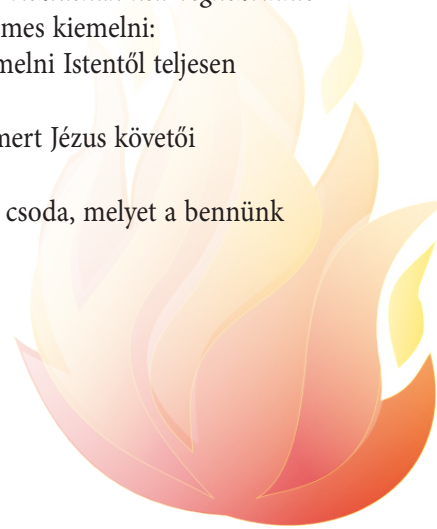 mes kiemelni:
melni Istentől teljesen
mert Jézus követői
csoda, melyet a bennünk